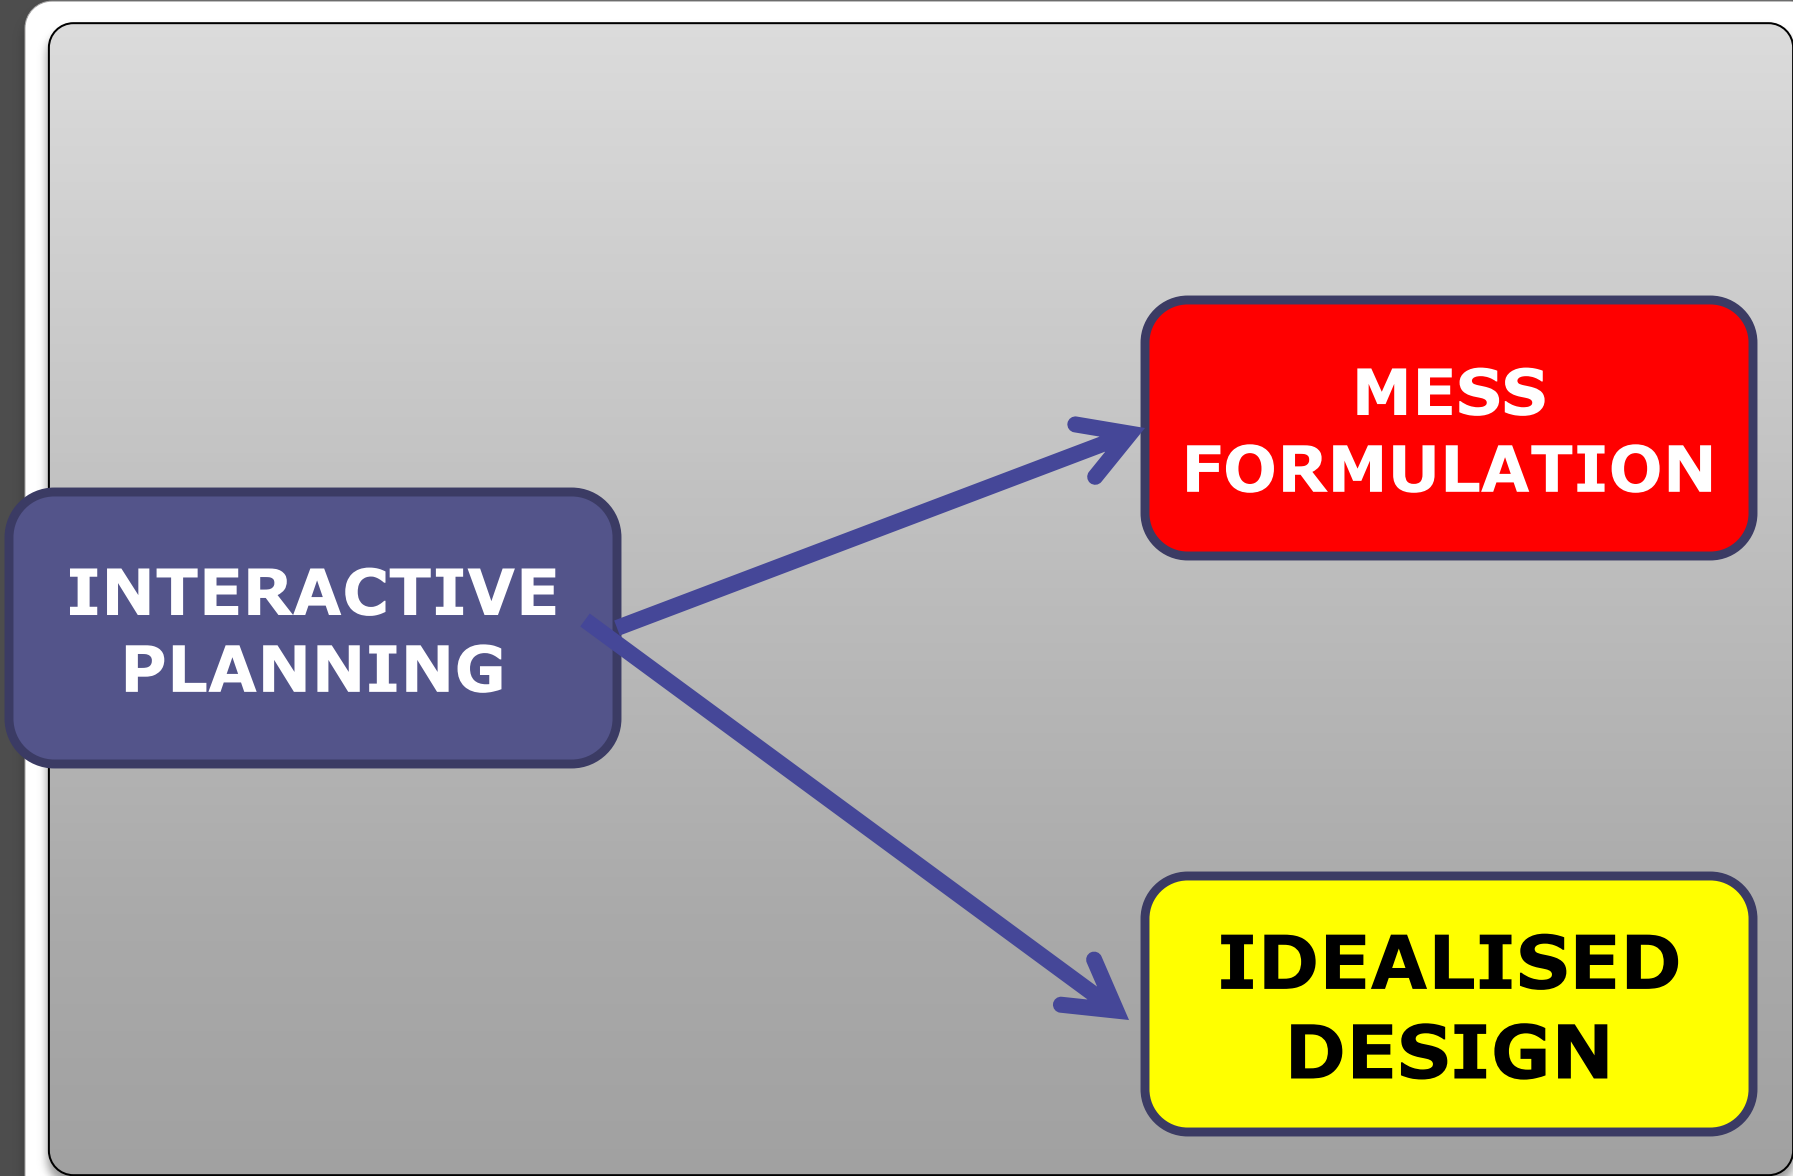 INTERACTIVE
PLANNING
MESS
FORMULATION
IDEALISED
DESIGN